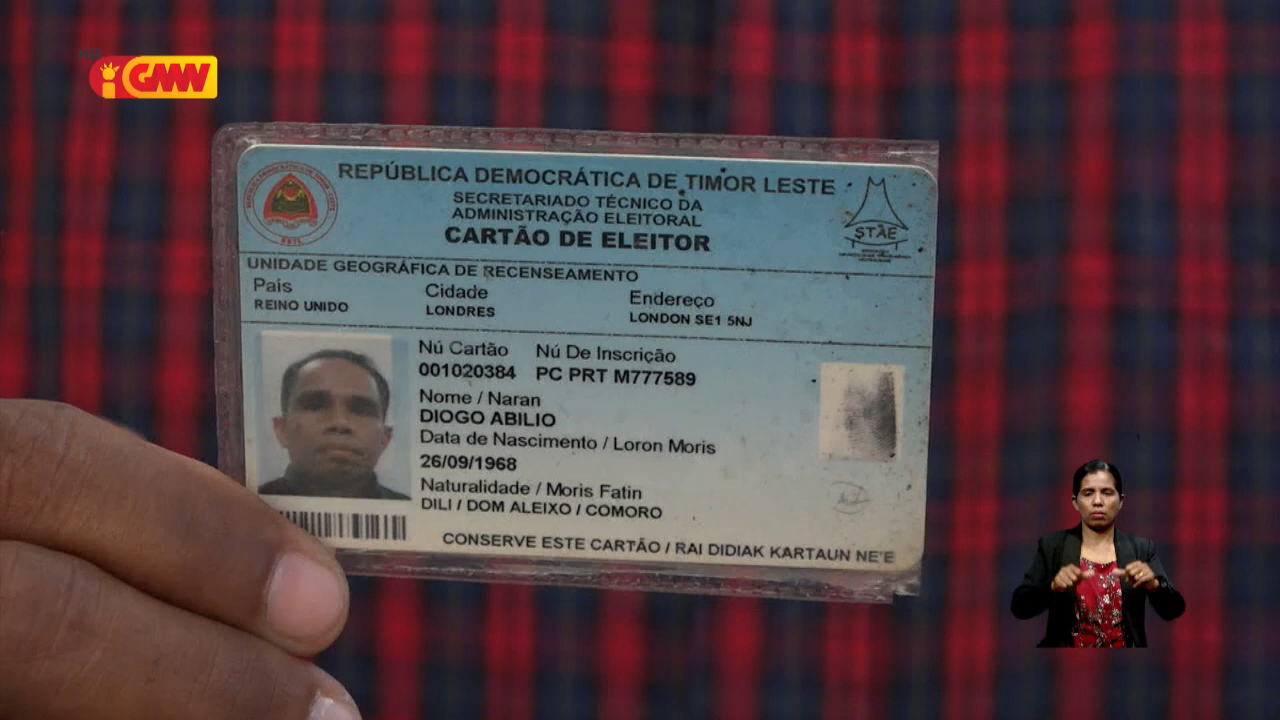 GMW
REPÚBLICA DEMOCRÁTICA DE TIMOR LESTE
SECRETARIADO TÉCNICO DA
ADMINISTRAÇÃO ELEITORAL
CARTÃO DE ELEITOR
STAE
UNIDADE GEOGRÁFICA DE RECENSEAMENTO
Pais Cidade Endereço
REINO UNIDO LONDRES LONDON SE1 5NJ
Nú Cartão Nú De Inscrição
001020384 PC PRT M777589
Nome / Naran
DIOGO ABILIO
Data de Nascimento / Loron Moris
26/09/1968
Naturalidade / Moris Fatin
DILI / DOM ALEIXO / COMORO
CONSERVE ESTE CARTÃO / RAI DIDIAK KARTAUN NE'E